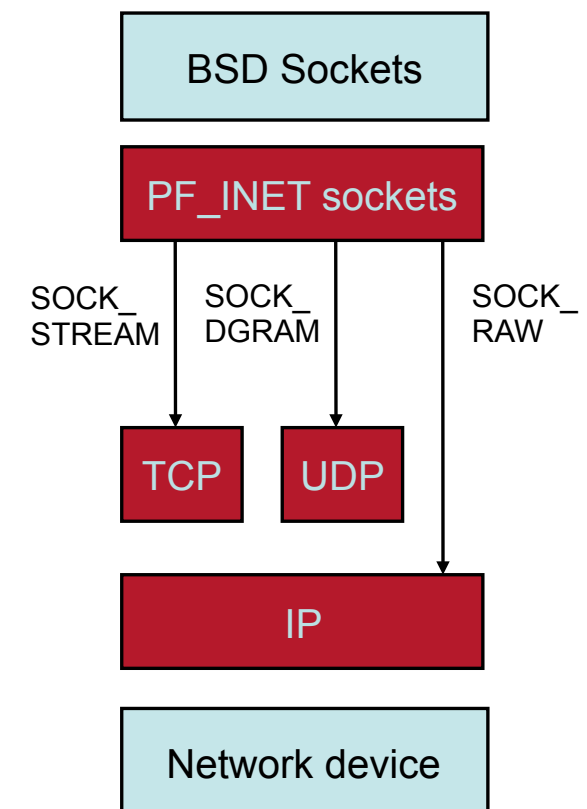 BSD Sockets
PF_INET sockets
SOCK_
STREAM
SOCK_
DGRAM
SOCK_
RAW
TCP
UDP
IP
Network device